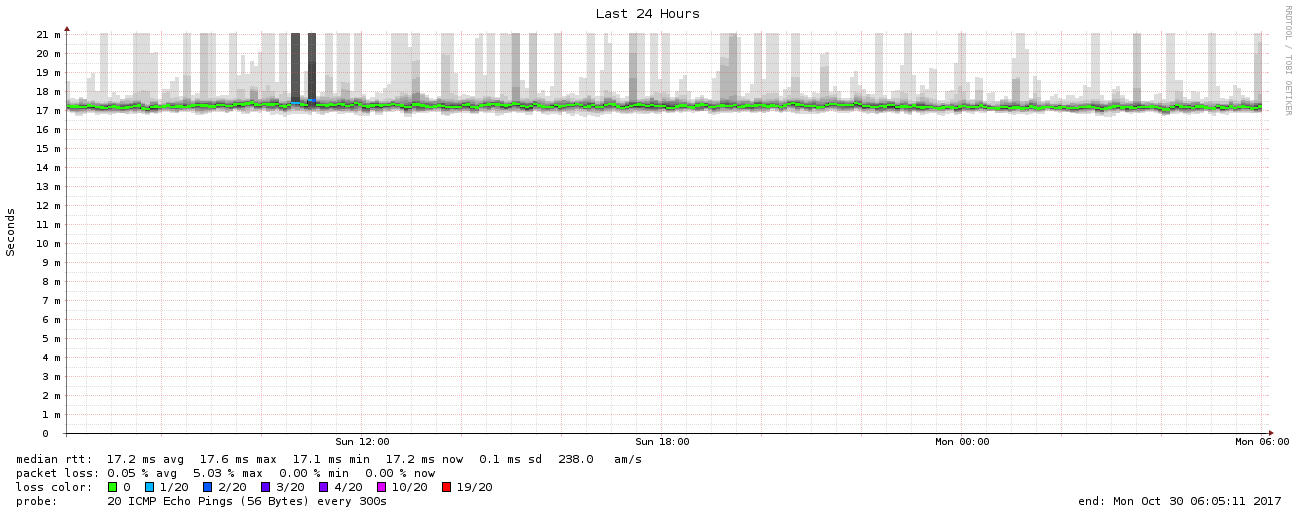 Last 24 Hours
RRDTOOL / TOBI OETIKER
21 m
20 m
19 m
18 m
17 m
16 m
15 m
14 m
13 m
12 m
11 m
10 m
9 m
8 m
7 m
6 m
5 m
4 m
3 m
2 m
1 m
0
Seconds
Sun 12:00 Sun 18:00 Mon 00:00 Mon 06:00
median rtt: 17.2 ms avg 17.6 ms max 17.1 ms min 17.2 ms now 0.1 ms sd 238.0 am/s
packet loss: 0.05 % avg 5.03 % max 0.00 % min 0.00 % now
loss color: 0 1/20 2/20 3/20 4/20 10/20 19/20
probe: 20 ICMP Echo Pings (56 Bytes) every 300s end: Mon Oct 30 06:05:11 2017